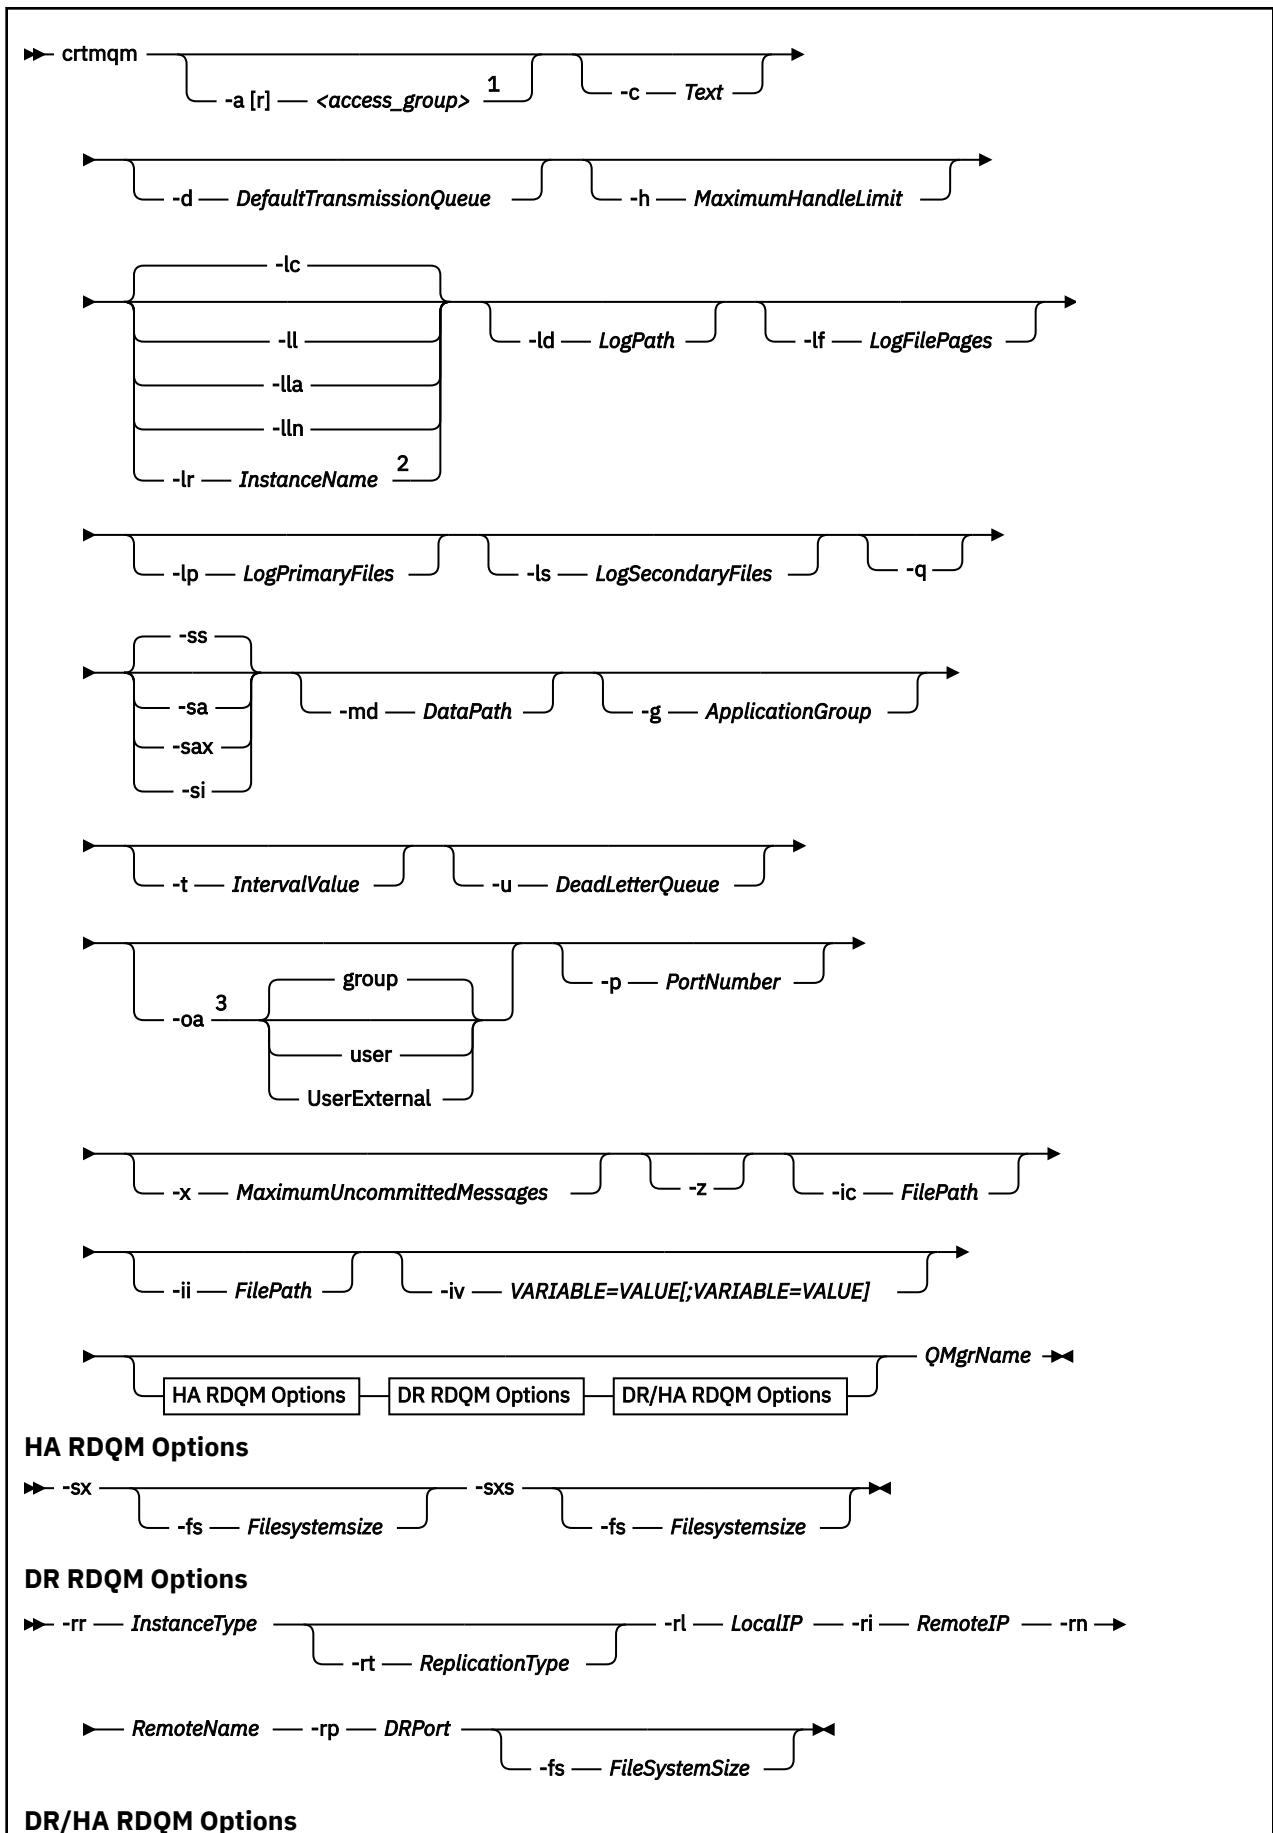 crtmqm -a [r] <access_group> 1 -c Text
-d DefaultTransmissionQueue -h MaximumHandleLimit
-lc
-ll -ld LogPath -lf LogFilePages
-lla
-lln
-lr InstanceName 2
-lp LogPrimaryFiles -ls LogSecondaryFiles -q
-ss
-sa -md DataPath -g ApplicationGroup
-sax
-si
-t IntervalValue -u DeadLetterQueue
-oa 3 group -p PortNumber
user
UserExternal
-x MaximumUncommittedMessages -z -ic FilePath
-ii FilePath -iv VARIABLE=VALUE[;VARIABLE=VALUE]
QMgrName
HA RDQM Options DR RDQM Options DR/HA RDQM Options
HA RDQM Options
-sx -fs Filesystemsize -sxs -fs Filesystemsize
DR RDQM Options
-rr InstanceType -rt ReplicationType -rl LocalIP -ri RemoteIP -rn
RemoteName -rp DRPort -fs FileSystemSize
DR/HA RDQM Options